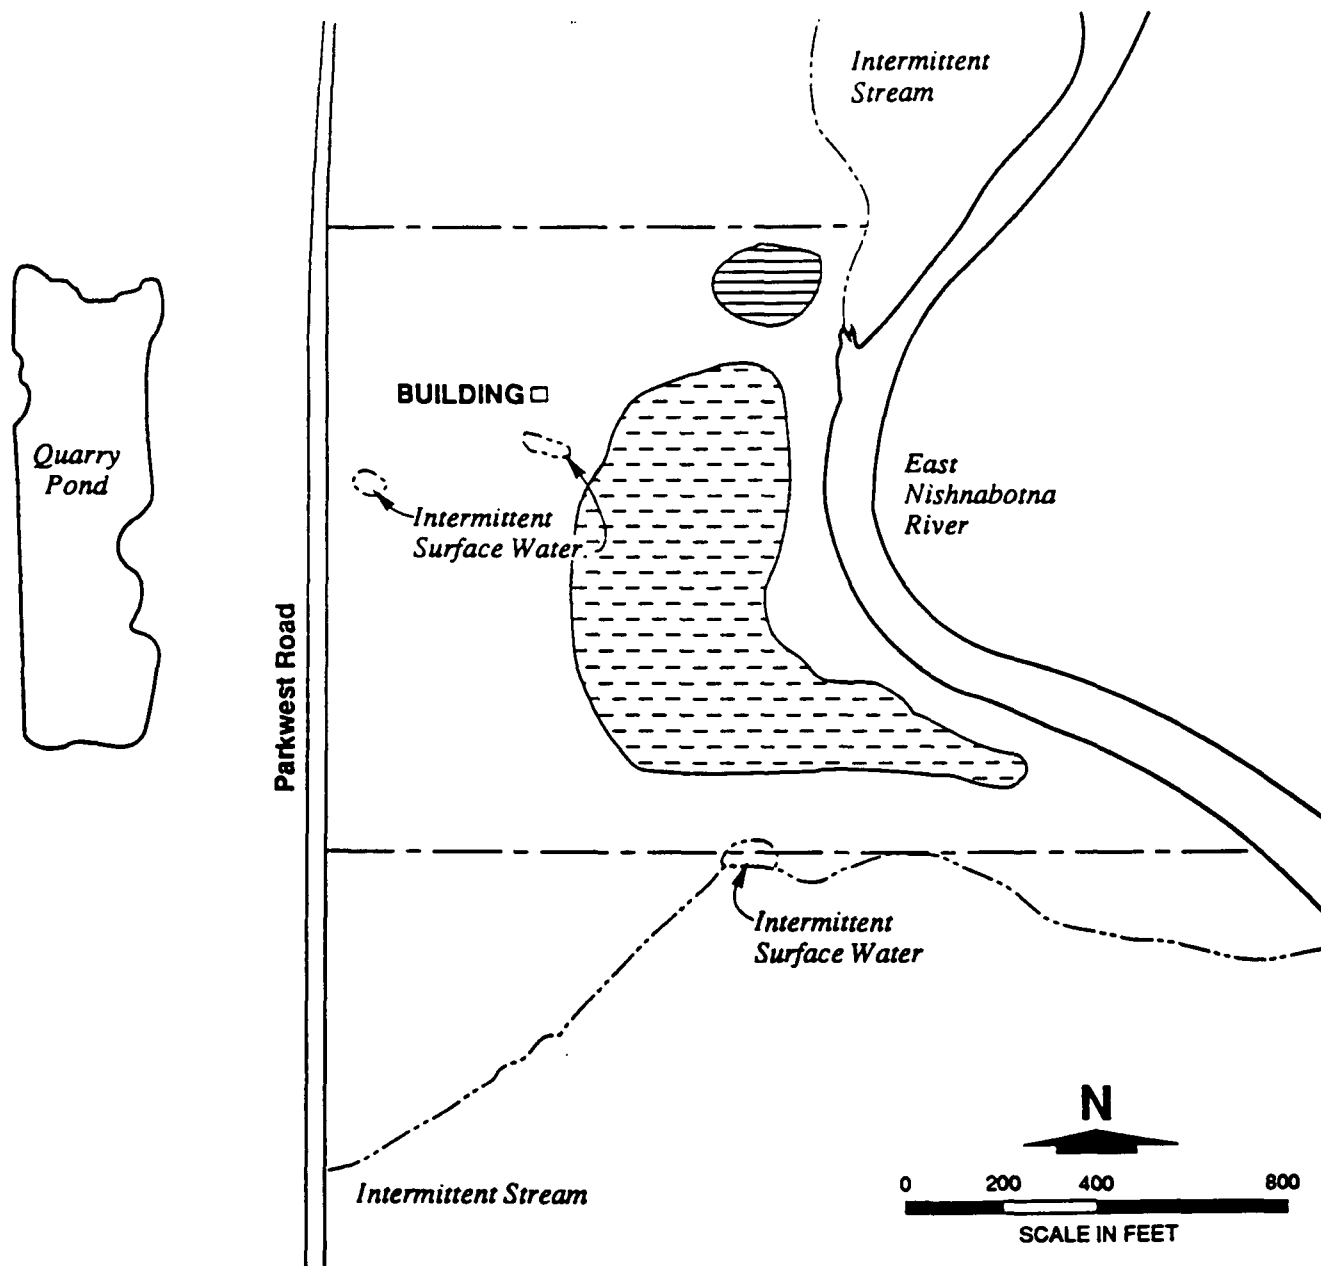 Intermittent
Stream
BUILDING
Quarry
Pond
East
Nishnabotna
River
Intermittent
Surface Water
Parkwest Road
Intermittent
Surface Water
Intermittent Stream
N
0 200 400 800
SCALE IN FEET